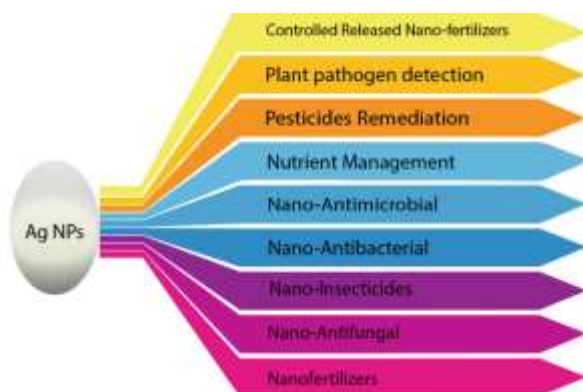 Controlled Released Nano-fertilizers
Plant pathogen detection
Pesticides Remediation
Nutrient Management
Ag NPs
Nano-Antimicrobial
Nano-Antibacterial
Nano-Insecticides
Nano-Antifungal
Nanofertilizers